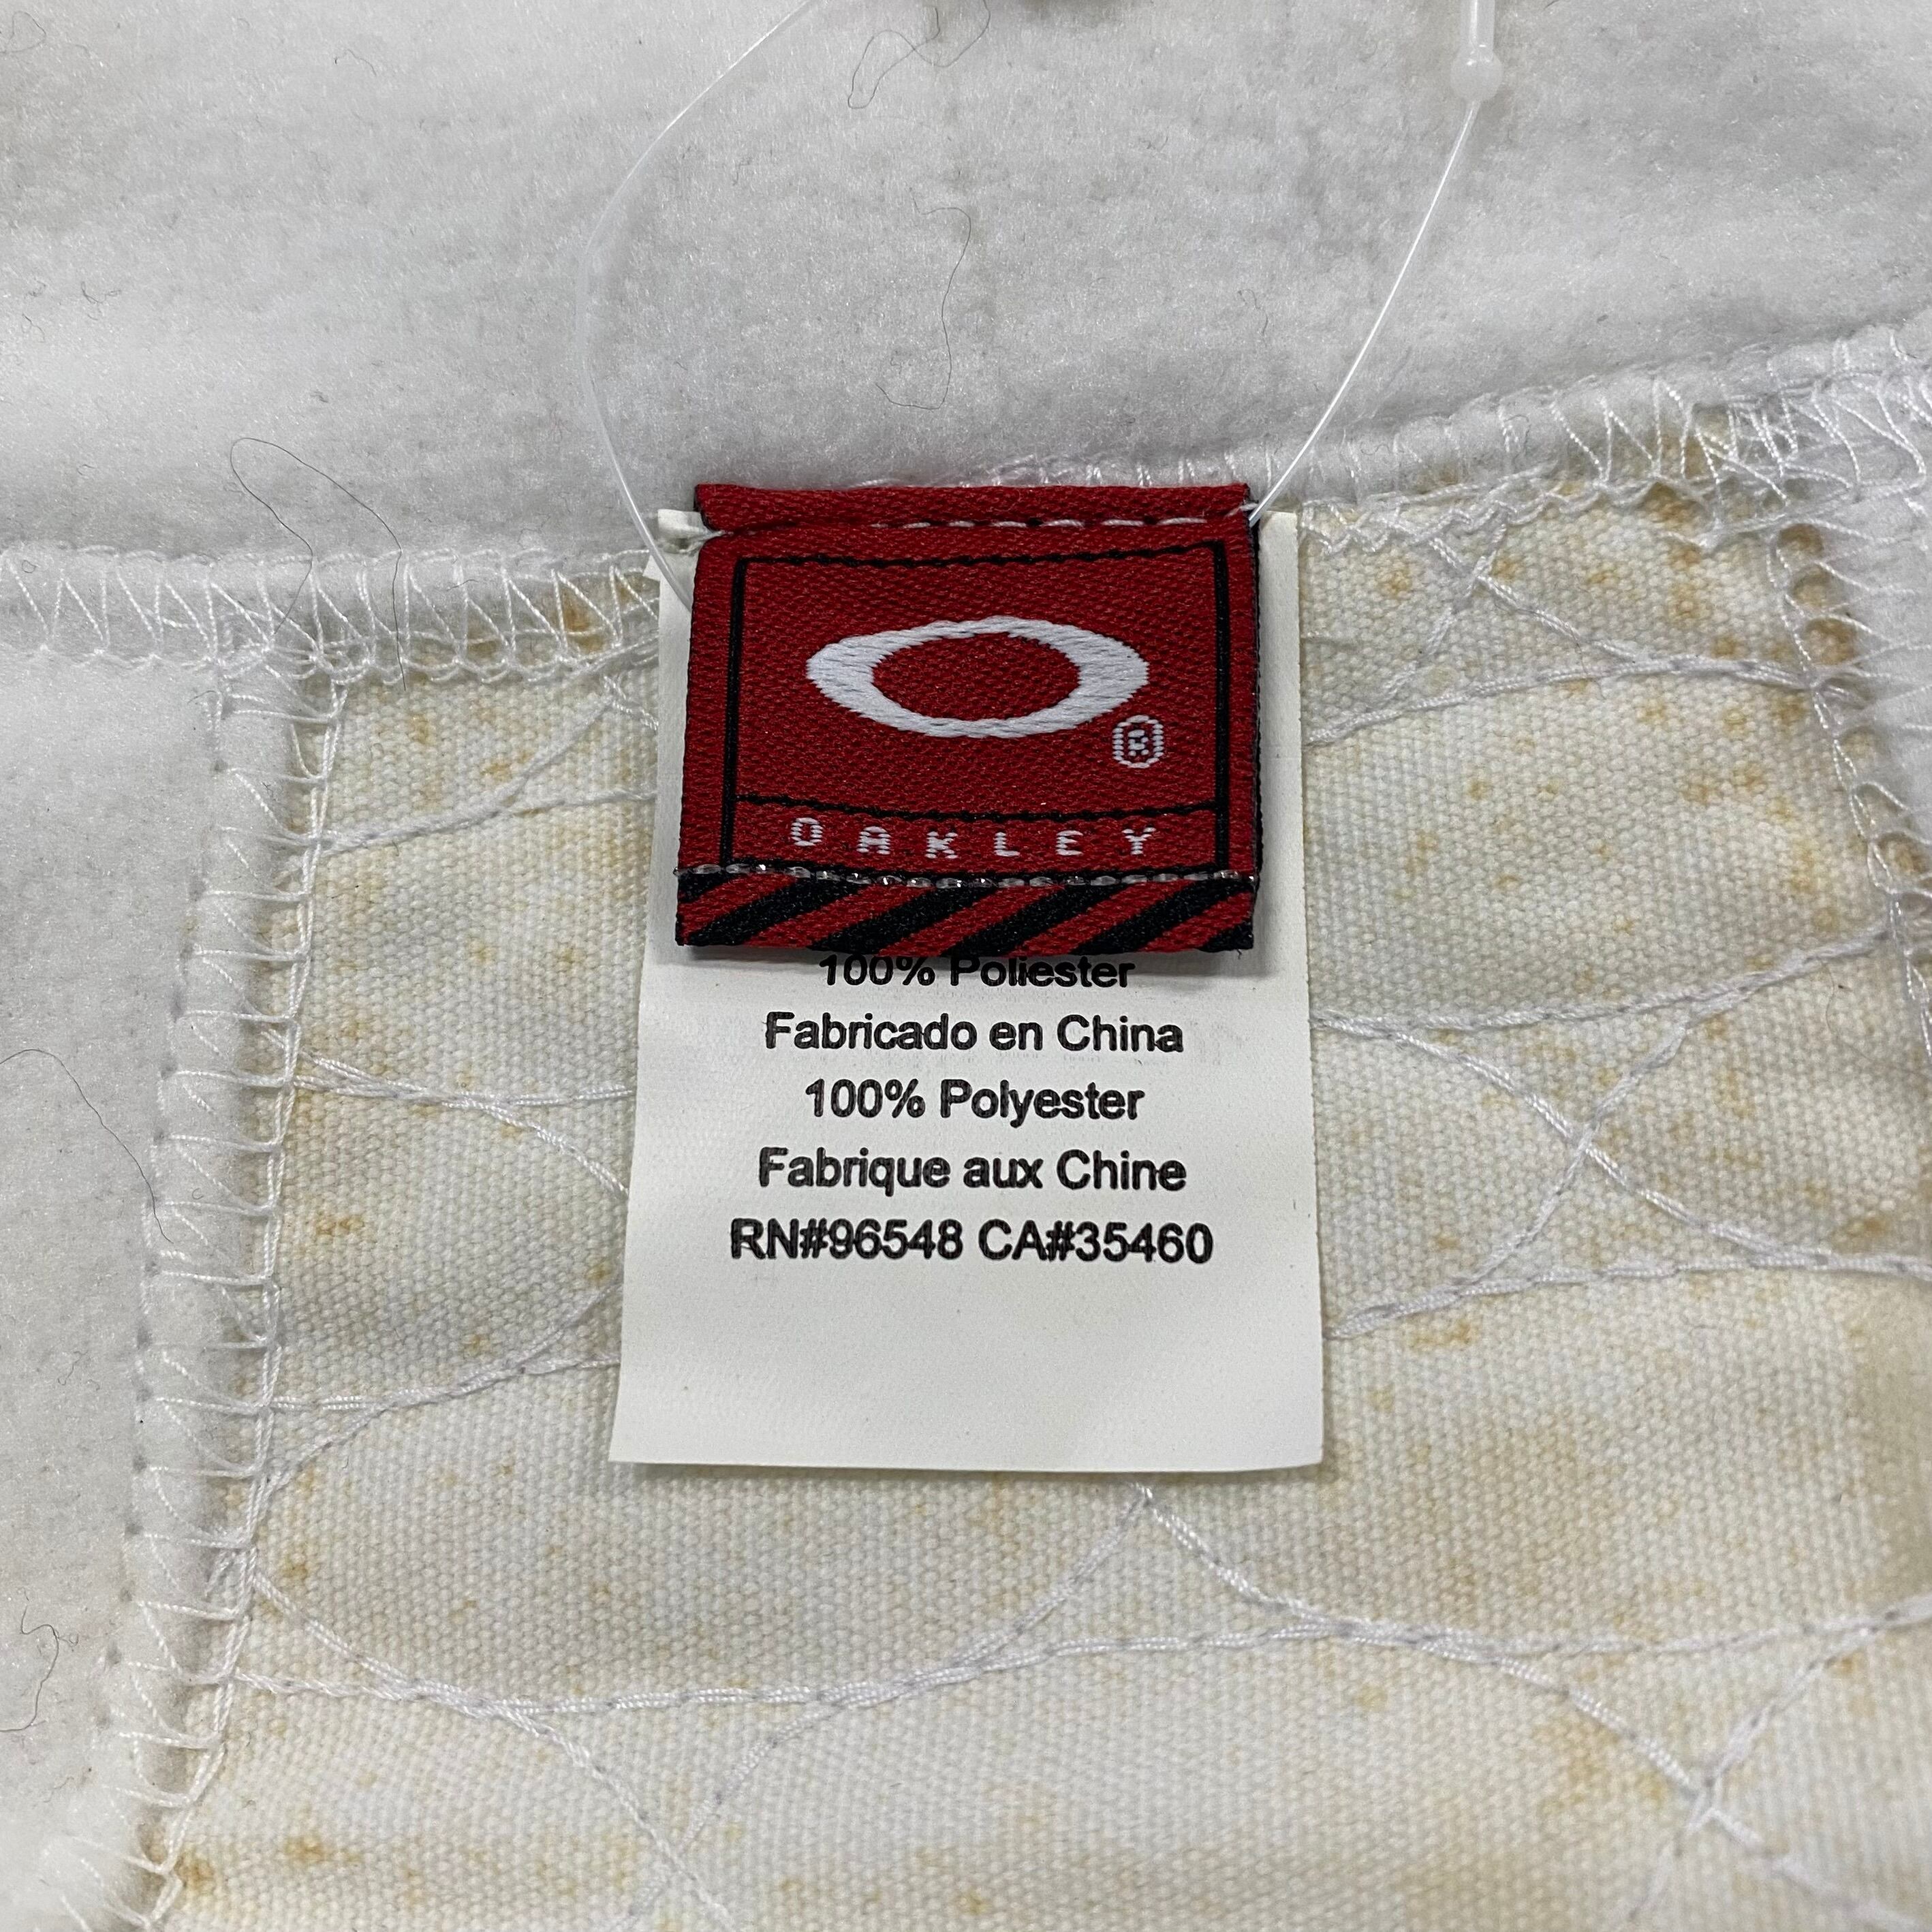 ®
OAKLEY
100% Poliester
Fabricado en China
100% Polyester
Fabrique aux Chine
RN#96548 CA#35460